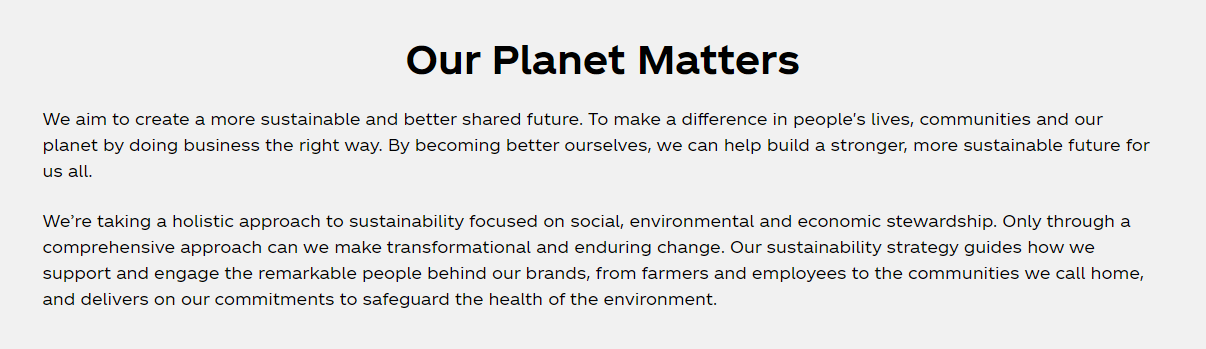 Our Planet Matters
We aim to create a more sustainable and better shared future. To make a difference in people's lives, communities and our
planet by doing business the right way. By becoming better ourselves, we can help build a stronger, more sustainable future for
us all.
We’re taking a holistic approach to sustainability focused on social, environmental and economic stewardship. Only through a
comprehensive approach can we make transformational and enduring change. Our sustainability strategy guides how we
support and engage the remarkable people behind our brands, from farmers and employees to the communities we call home,
and delivers on our commitments to safeguard the health of the environment.